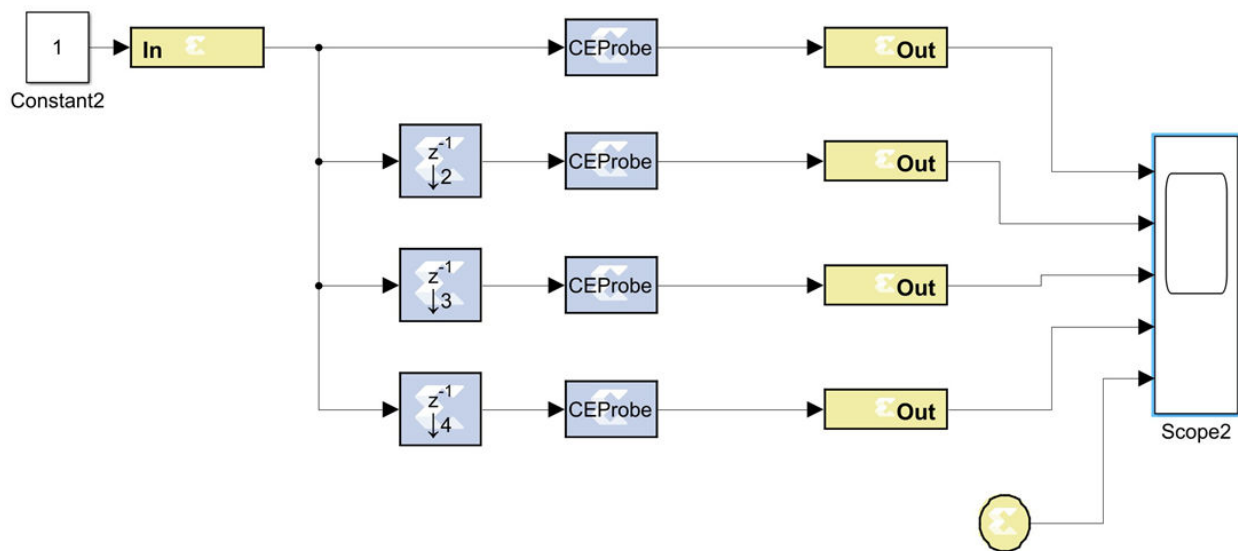 1
Constant2
In
CEProbe
Out
z-1
↓2
CEProbe
Out
z-1
↓3
CEProbe
Out
z-1
↓4
CEProbe
Out
Scope2